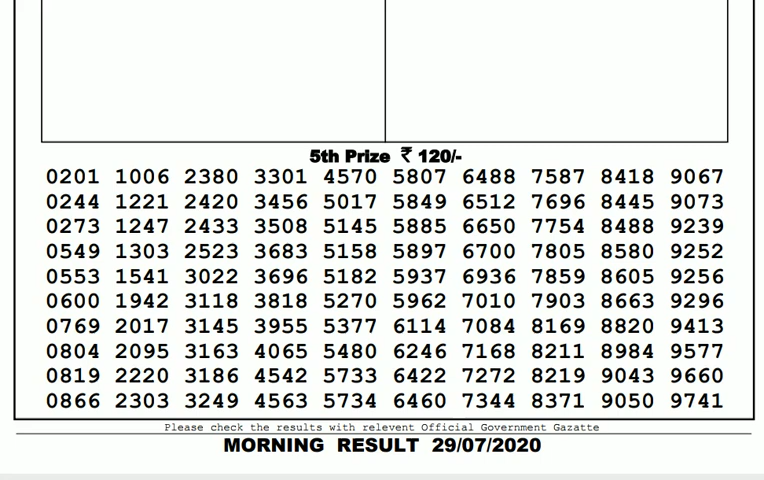 5th Prize ₹ 120/-
0201 1006 2380 3301 4570 5807 6488 7587 8418 9067
0244 1221 2420 3456 5017 5849 6512 7696 8445 9073
0273 1247 2433 3508 5145 5885 6650 7754 8488 9239
0549 1303 2523 3683 5158 5897 6700 7805 8580 9252
0553 1541 3022 3696 5182 5937 6936 7859 8605 9256
0600 1942 3118 3818 5270 5962 7010 7903 8663 9296
0769 2017 3145 3955 5377 6114 7084 8169 8820 9413
0804 2095 3163 4065 5480 6246 7168 8211 8984 9577
0819 2220 3186 4542 5733 6422 7272 8219 9043 9660
0866 2303 3249 4563 5734 6460 7344 8371 9050 9741
Please check the results with relevent Official Government Gazatte
MORNING RESULT 29/07/2020